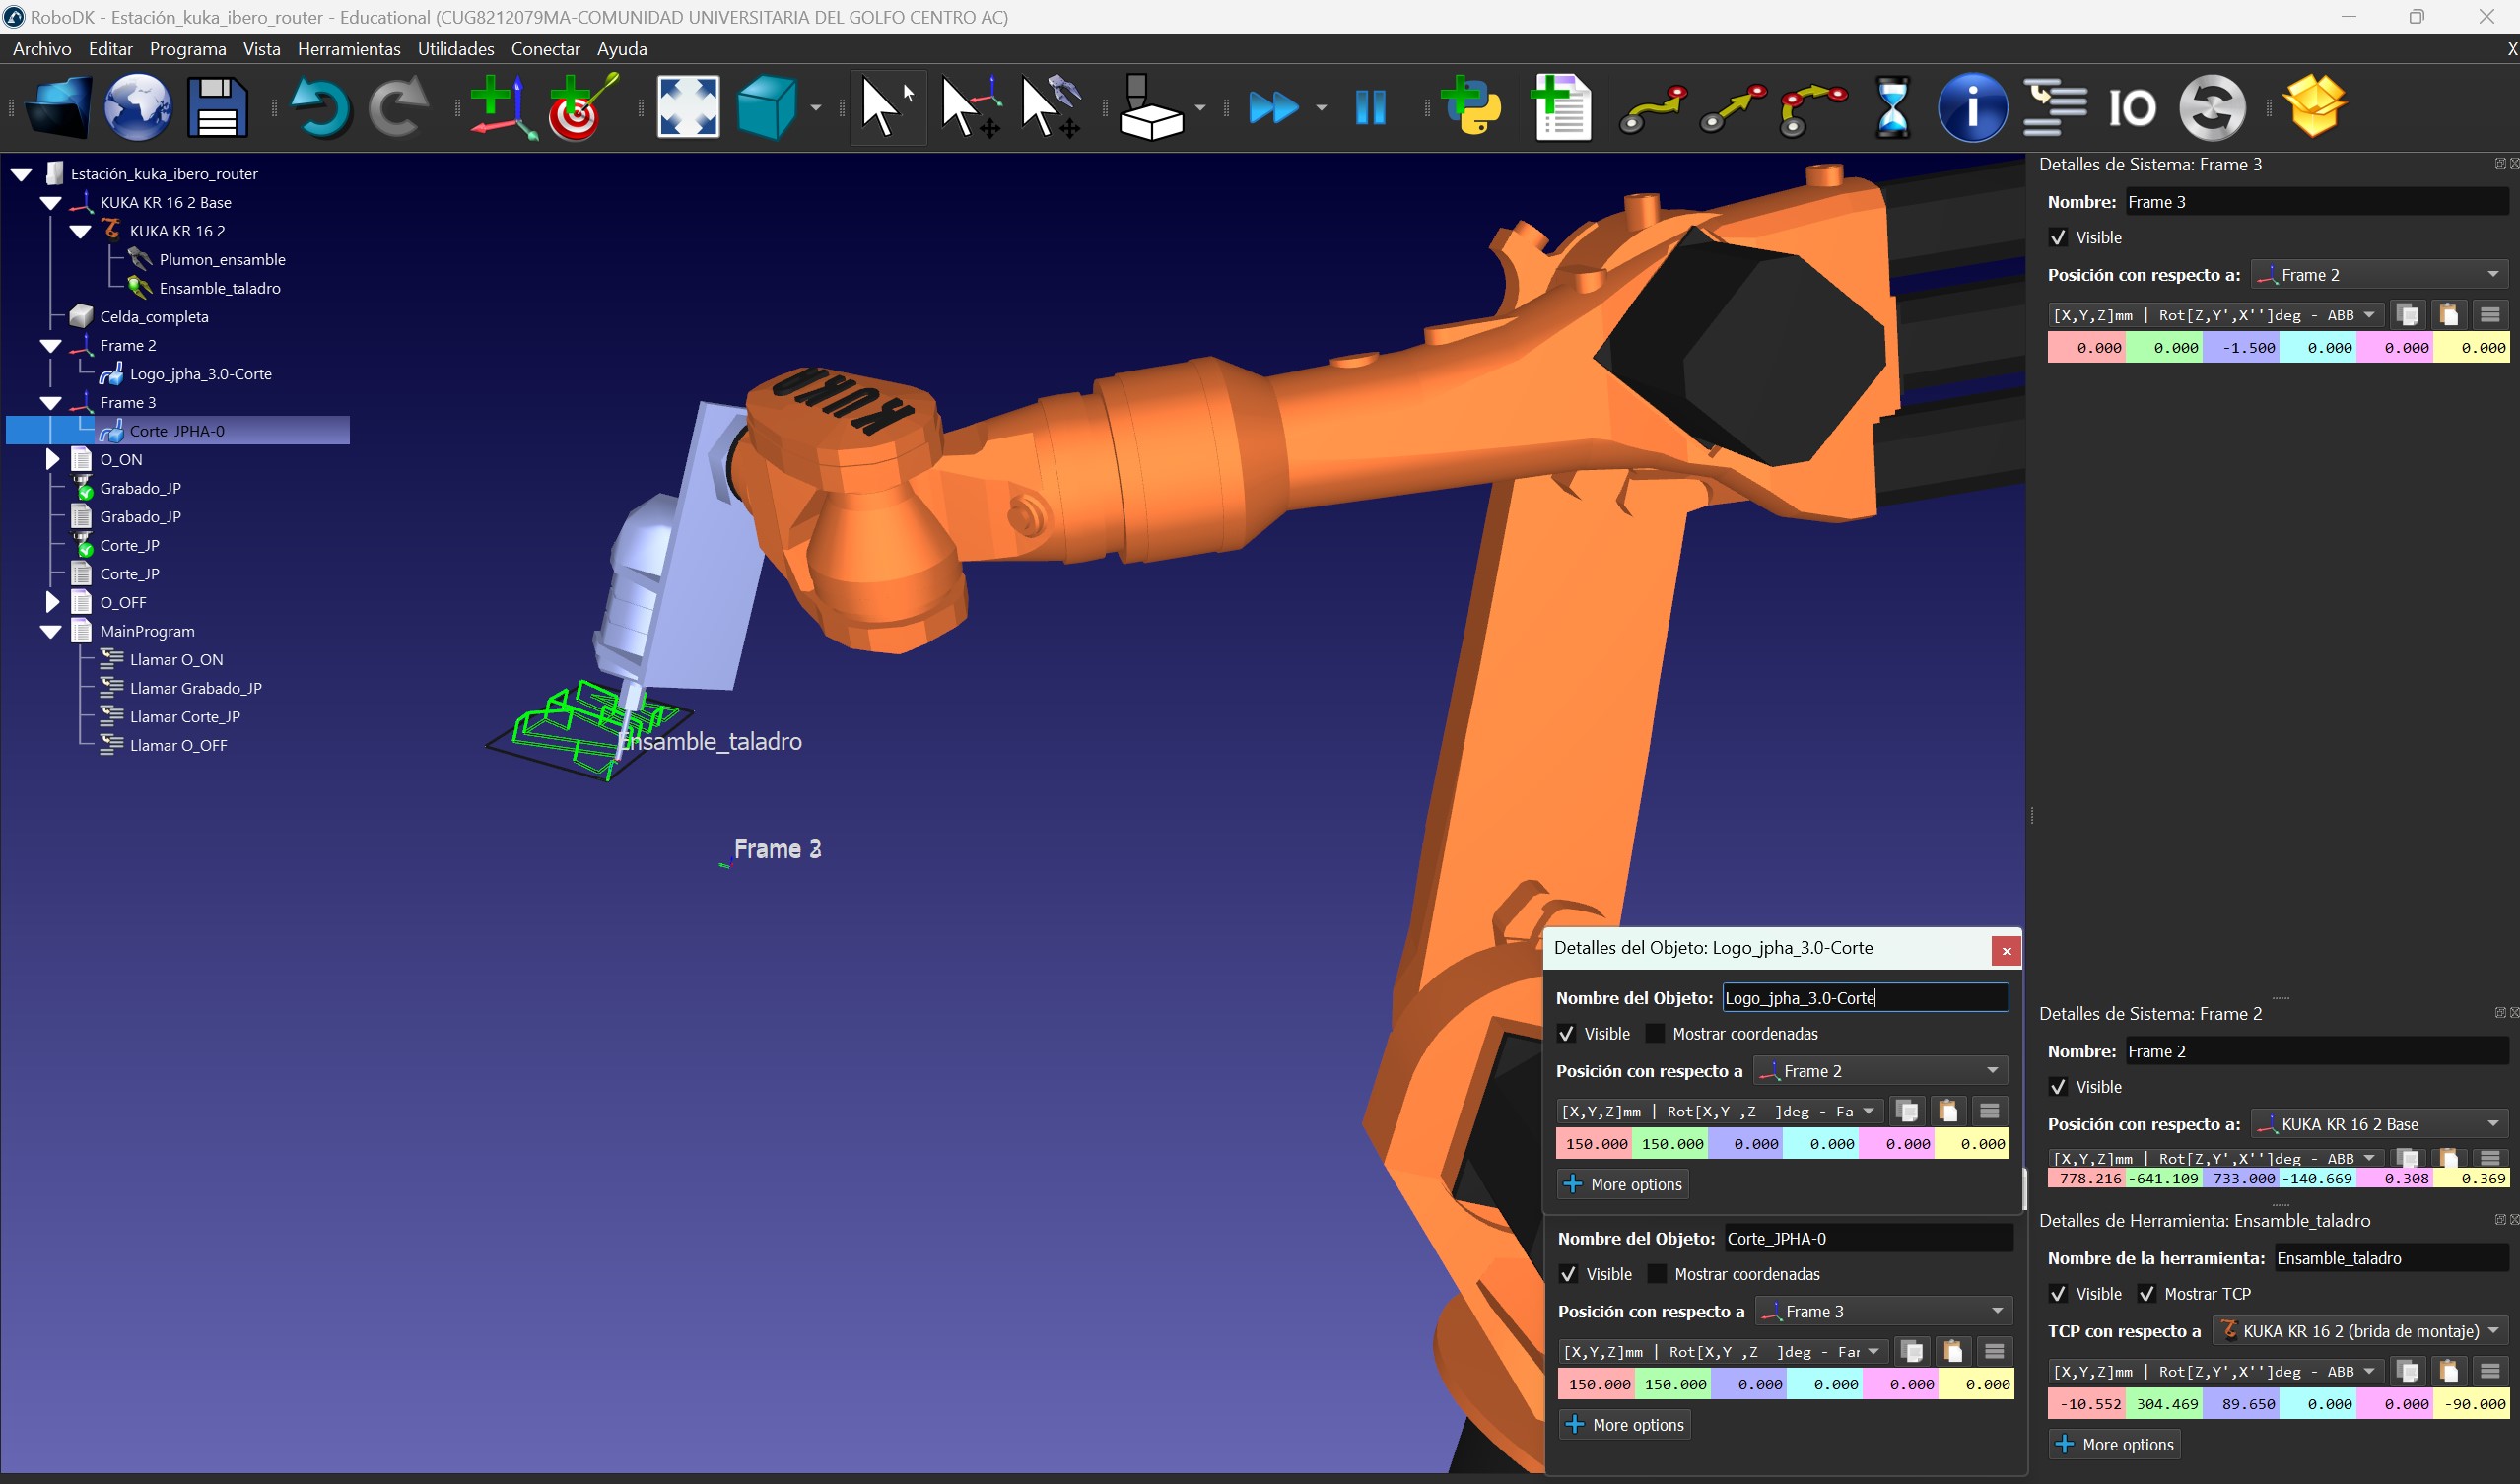 RoboDK - Estación_kuka_ibero_router - Educational (CUG8212079MA-COMUNIDAD UNIVERSITARIA DEL GOLFO CENTRO AC)
Archivo Editar Programa Vista Herramientas Utilidades Conectar Ayuda X
IO
Estación_kuka_ibero_router
KUKA KR 16 2 Base
KUKA KR 16 2
Plumon_ensamble
Ensamble_taladro
Celda_completa
Frame 2
Logo_jpha_3.0-Corte
Frame 3
Corte_JPHA-0
O_ON
Grabado_JP
Grabado_JP
Corte_JP
Corte_JP
O_OFF
MainProgram
Llamar O_ON
Llamar Grabado_JP
Llamar Corte_JP
Llamar O_OFF
KUKA
Ensamble_taladro
Detalles de Sistema: Frame 3
Nombre: Frame 3
Visible
Posición con respecto a: Frame 2
[X,Y,Z]mm | Rot[Z,Y',X'']deg - ABB
0.000 0.000 -1.500 0.000 0.000 0.000
Detalles del Objeto: Logo_jpha_3.0-Corte
Nombre del Objeto: Logo_jpha_3.0-Corte
Visible Mostrar coordenadas
Posición con respecto a Frame 2
[X,Y,Z]mm | Rot[X,Y ,Z ]deg - Fa
150.000 150.000 0.000 0.000 0.000 0.000
More options
Nombre del Objeto: Corte_JPHA-0
Visible Mostrar coordenadas
Posición con respecto a Frame 3
[X,Y,Z]mm | Rot[X,Y ,Z ]deg - Far
150.000 150.000 0.000 0.000 0.000 0.000
More options
Detalles de Sistema: Frame 2
Nombre: Frame 2
Visible
Posición con respecto a: KUKA KR 16 2 Base
[X,Y,Z]mm | Rot[Z,Y',X'']deg - ABB
778.216 -641.109 733.000 -140.669 0.308 0.369
Detalles de Herramienta: Ensamble_taladro
Nombre de la herramienta: Ensamble_taladro
Visible Mostrar TCP
TCP con respecto a KUKA KR 16 2 (brida de montaje)
[X,Y,Z]mm | Rot[Z,Y',X'']deg - ABB
-10.552 304.469 89.650 0.000 0.000 -90.000
More options
Frame